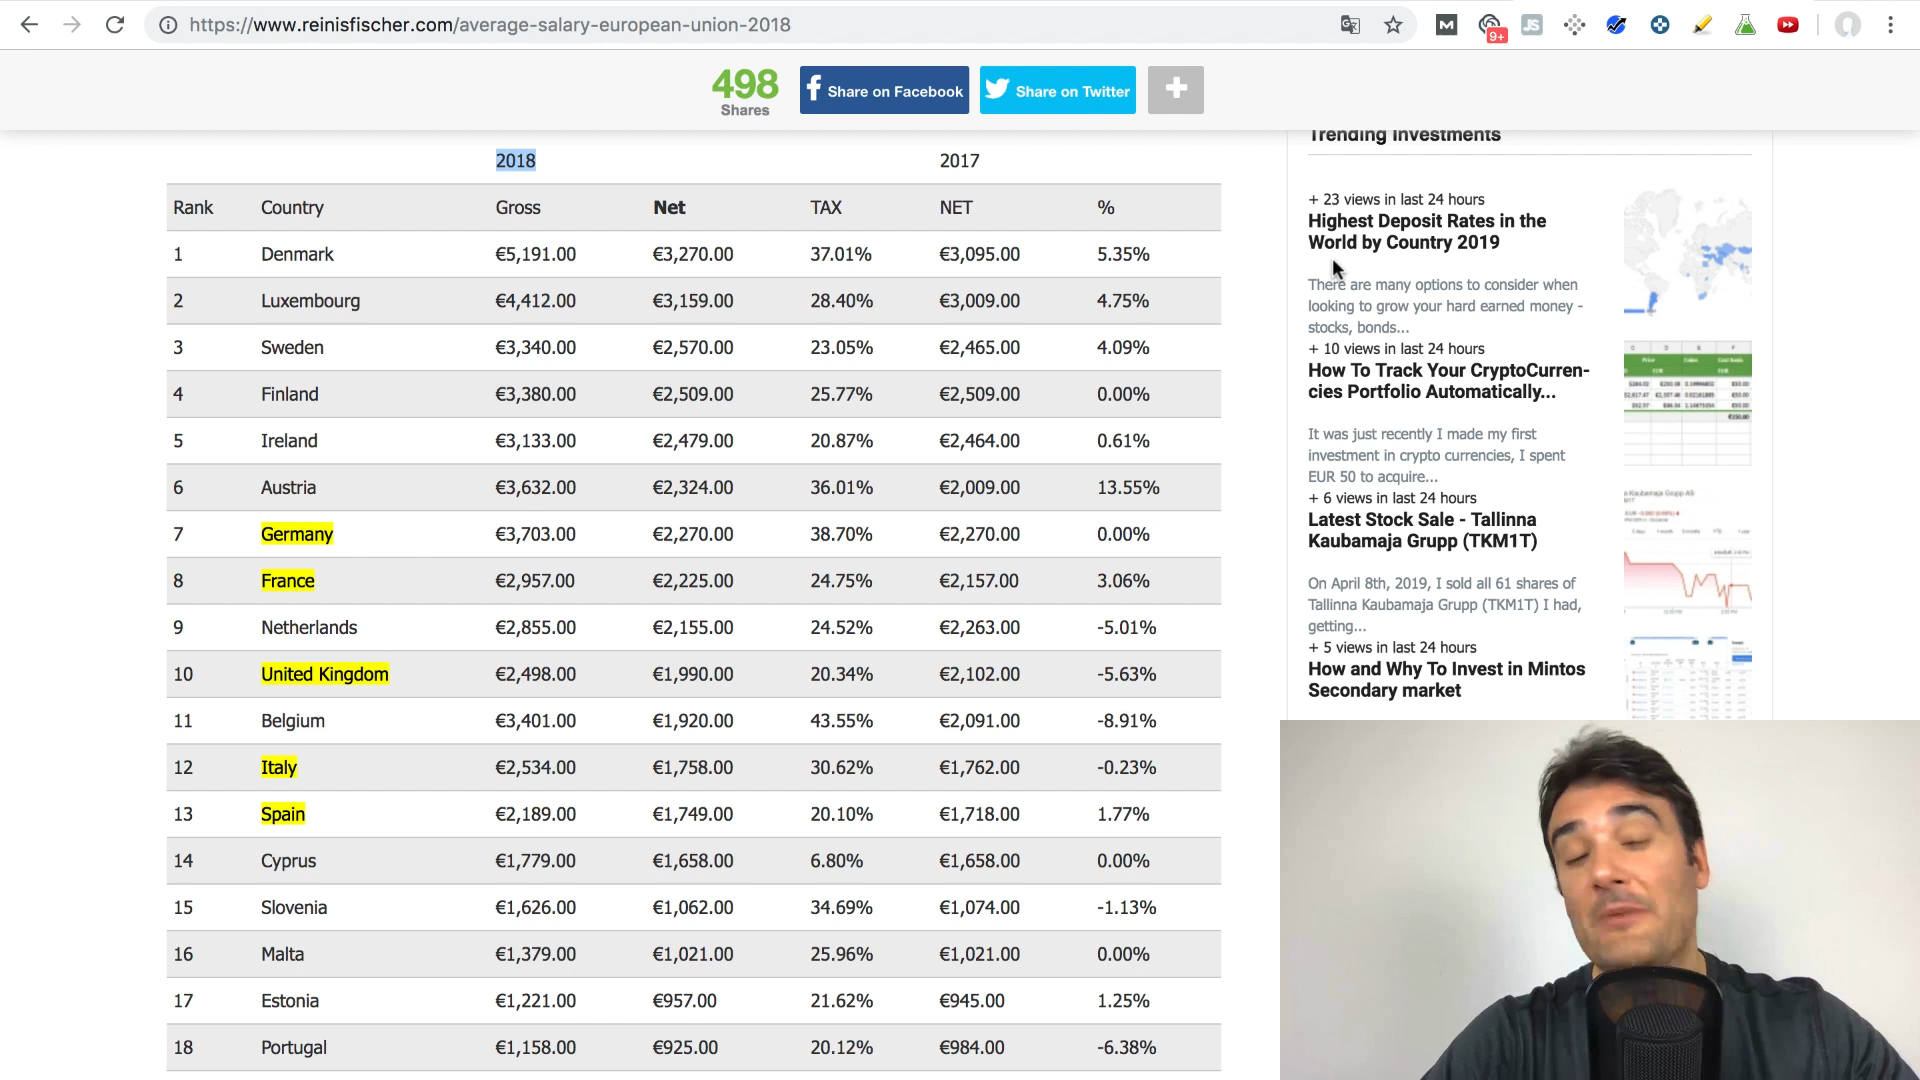 https://www.reinisfischer.com/average-salary-european-union-2018
9+
498
Shares
Share on Facebook
Share on Twitter
2018 2017
Rank Country Gross Net TAX NET %
1 Denmark €5,191.00 €3,270.00 37.01% €3,095.00 5.35%
2 Luxembourg €4,412.00 €3,159.00 28.40% €3,009.00 4.75%
3 Sweden €3,340.00 €2,570.00 23.05% €2,465.00 4.09%
4 Finland €3,380.00 €2,509.00 25.77% €2,509.00 0.00%
5 Ireland €3,133.00 €2,479.00 20.87% €2,464.00 0.61%
6 Austria €3,632.00 €2,324.00 36.01% €2,009.00 13.55%
7 Germany €3,703.00 €2,270.00 38.70% €2,270.00 0.00%
8 France €2,957.00 €2,225.00 24.75% €2,157.00 3.06%
9 Netherlands €2,855.00 €2,155.00 24.52% €2,263.00 -5.01%
10 United Kingdom €2,498.00 €1,990.00 20.34% €2,102.00 -5.63%
11 Belgium €3,401.00 €1,920.00 43.55% €2,091.00 -8.91%
12 Italy €2,534.00 €1,758.00 30.62% €1,762.00 -0.23%
13 Spain €2,189.00 €1,749.00 20.10% €1,718.00 1.77%
14 Cyprus €1,779.00 €1,658.00 6.80% €1,658.00 0.00%
15 Slovenia €1,626.00 €1,062.00 34.69% €1,074.00 -1.13%
16 Malta €1,379.00 €1,021.00 25.96% €1,021.00 0.00%
17 Estonia €1,221.00 €957.00 21.62% €945.00 1.25%
18 Portugal €1,158.00 €925.00 20.12% €984.00 -6.38%
Trending Investments
+ 23 views in last 24 hours
Highest Deposit Rates in the
World by Country 2019
There are many options to consider when
looking to grow your hard earned money -
stocks, bonds...
+ 10 views in last 24 hours
How To Track Your CryptoCurren-
cies Portfolio Automatically...
It was just recently I made my first
investment in crypto currencies, I spent
EUR 50 to acquire...
+ 6 views in last 24 hours
Latest Stock Sale - Tallinna
Kaubamaja Grupp (TKM1T)
On April 8th, 2019, I sold all 61 shares of
Tallinna Kaubamaja Grupp (TKM1T) I had,
getting...
+ 5 views in last 24 hours
How and Why To Invest in Mintos
Secondary market